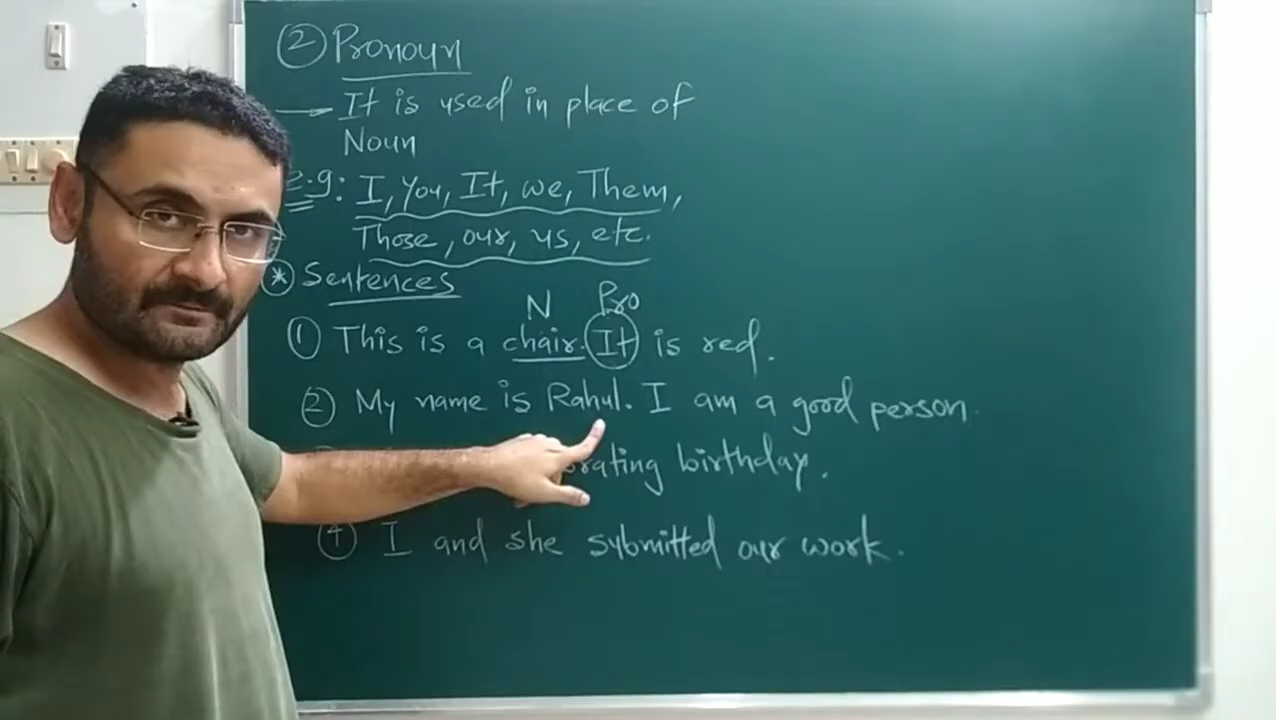 ② Pronoun
→ It is used in place of
Noun
e.g: I, You, It, we, Them,
Those, our, us, etc.
* Sentences
N Pro
① This is a chair. It is red.
② My name is Rahul. I am a good person.
birthday.
④ I and she submitted our work.